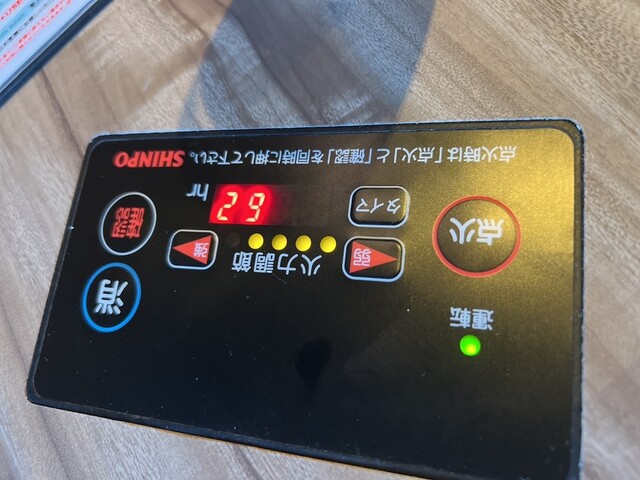 運転
消
弱 火力調節 強
点火 タイマ 29 hr 確認
点火時は「点火」と「確認」を同時に押して下さい。 SHINPO